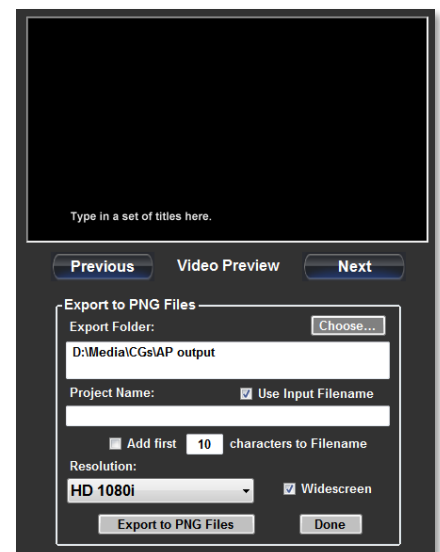 Type in a set of titles here.
Previous Video Preview Next
Export to PNG Files
Export Folder: Choose...
D:\Media\CGs\AP output
Project Name: Use Input Filename
Add first 10 characters to Filename
Resolution:
HD 1080i Widescreen
Export to PNG Files Done